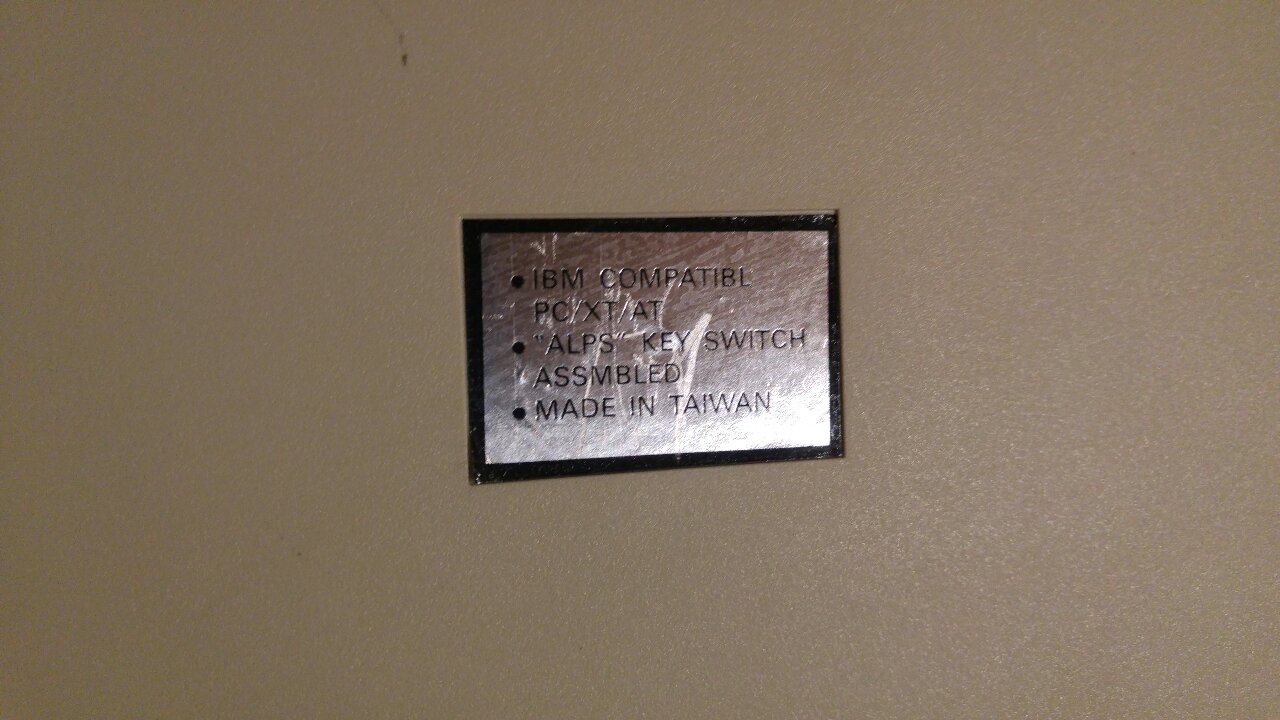 ● IBM COMPATIBL
PC/XT/AT
● "ALPS" KEY SWITCH
ASSMBLED
● MADE IN TAIWAN